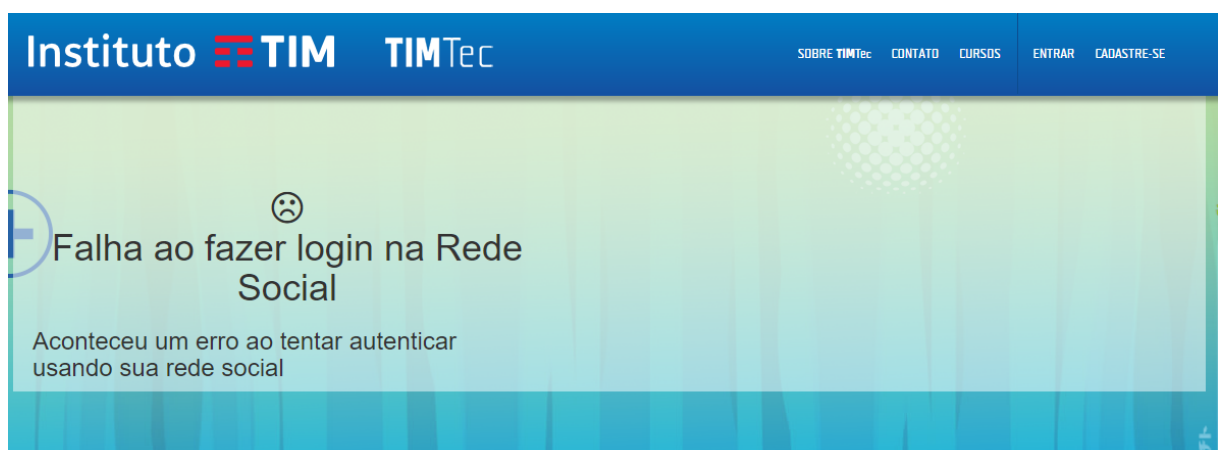 Instituto TIM TIMTec SOBRE TIMTec CONTATO CURSOS ENTRAR CADASTRE-SE
Falha ao fazer login na Rede
Social
Aconteceu um erro ao tentar autenticar
usando sua rede social